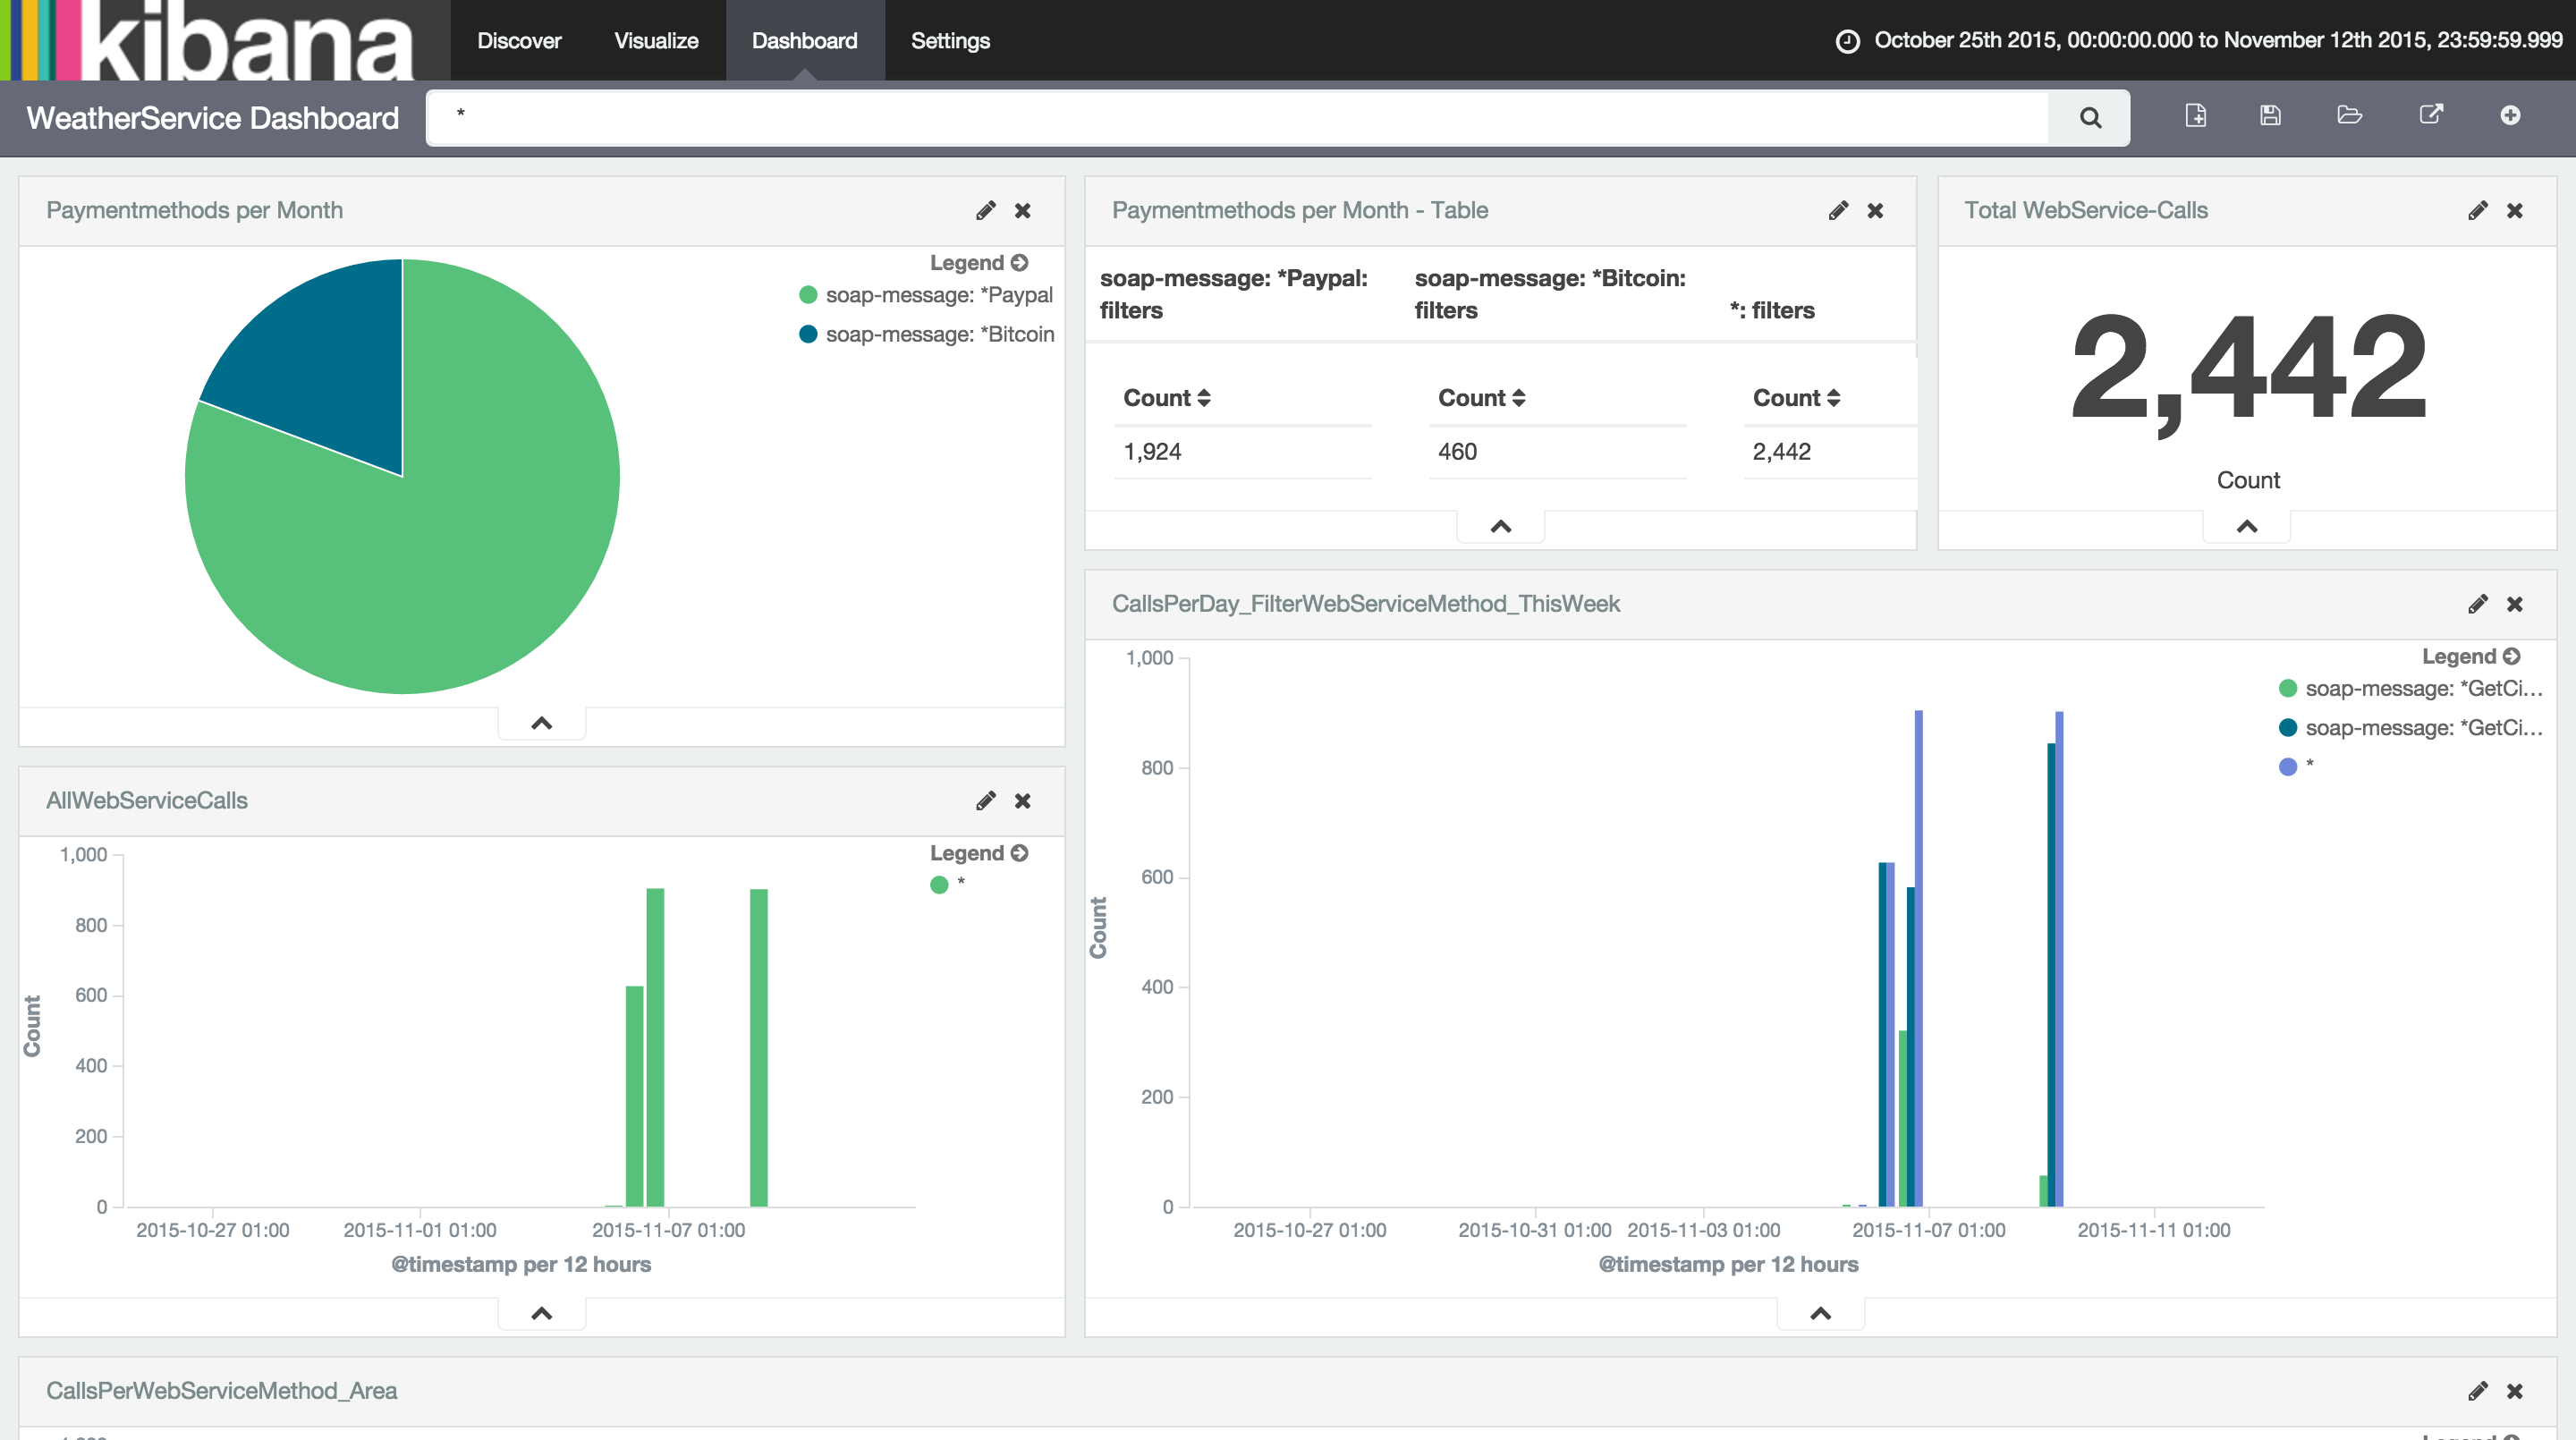 kibana
Discover
Visualize
Dashboard
Settings
October 25th 2015, 00:00:00.000 to November 12th 2015, 23:59:59.999
WeatherService Dashboard
*
Paymentmethods per Month
Legend
soap-message: *Paypal
soap-message: *Bitcoin
Paymentmethods per Month - Table
soap-message: *Paypal: filters
soap-message: *Bitcoin: filters
*: filters
Count
Count
Count
1,924
460
2,442
Total WebService-Calls
2,442
Count
CallsPerDay_FilterWebServiceMethod_ThisWeek
1,000
800
600
400
200
0
Count
2015-10-27 01:00
2015-10-31 01:00
2015-11-03 01:00
2015-11-07 01:00
2015-11-11 01:00
@timestamp per 12 hours
Legend
soap-message: *GetCi...
soap-message: *GetCi...
*
AllWebServiceCalls
1,000
800
600
400
200
0
Count
2015-10-27 01:00
2015-11-01 01:00
2015-11-07 01:00
@timestamp per 12 hours
Legend
*
CallsPerWebServiceMethod_Area